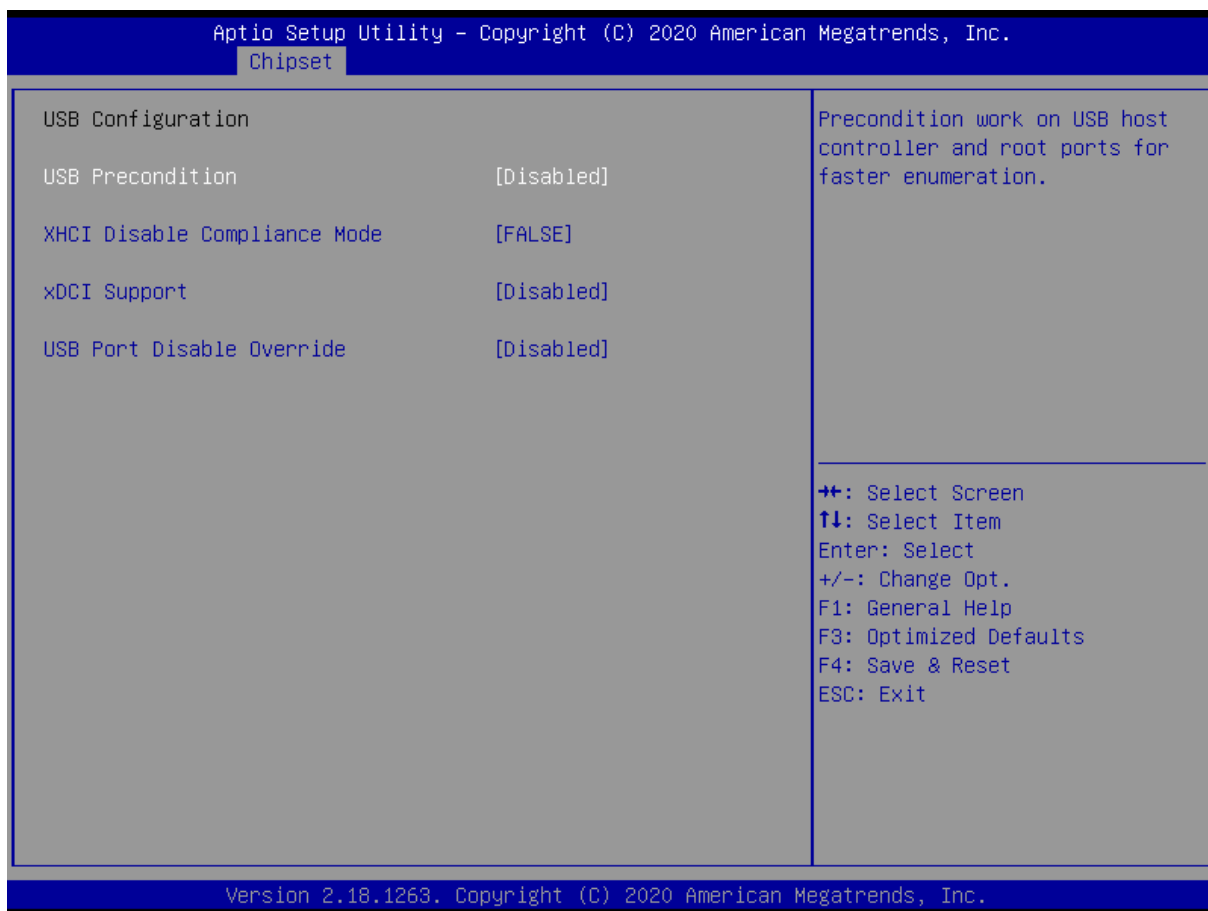 Aptio Setup Utility – Copyright (C) 2020 American Megatrends, Inc.
Chipset
USB Configuration
USB Precondition [Disabled]
XHCI Disable Compliance Mode [FALSE]
xDCI Support [Disabled]
USB Port Disable Override [Disabled]
Precondition work on USB host
controller and root ports for
faster enumeration.
→←: Select Screen
↑↓: Select Item
Enter: Select
+/-: Change Opt.
F1: General Help
F3: Optimized Defaults
F4: Save & Reset
ESC: Exit
Version 2.18.1263. Copyright (C) 2020 American Megatrends, Inc.